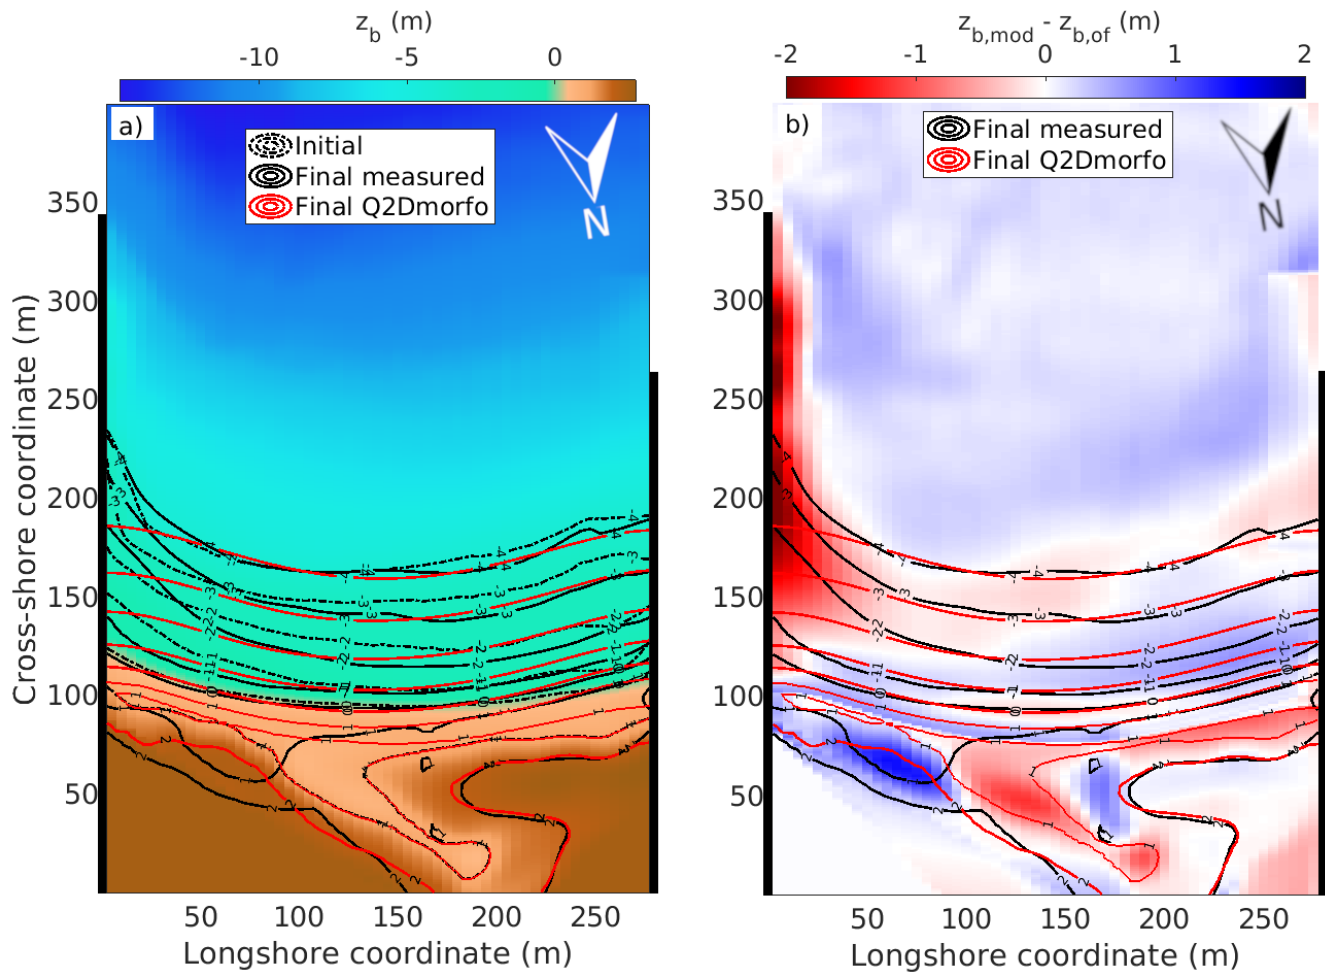 z_b (m)
-10 -5 0
a)
Initial
Final measured
Final Q2Dmorfo
N
350
300
250
200
150
100
50
Cross-shore coordinate (m)
50 100 150 200 250
Longshore coordinate (m)
z_b,mod - z_b,of (m)
-2 -1 0 1 2
b)
Final measured
Final Q2Dmorfo
N
350
300
250
200
150
100
50
50 100 150 200 250
Longshore coordinate (m)